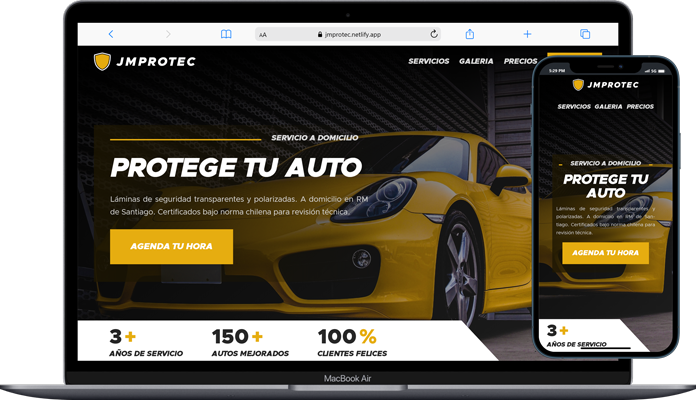 AA jmprotec.netlify.app
JMPROTEC
SERVICIOS GALERIA PRECIOS
SERVICIO A DOMICILIO
PROTEGE TU AUTO
Láminas de seguridad transparentes y polarizadas. A domicilio en RM
de Santiago. Certificados bajo norma chilena para revisión técnica.
AGENDA TU HORA
3+ 150+ 100%
AÑOS DE SERVICIO AUTOS MEJORADOS CLIENTES FELICES
MacBook Air
5:29 PM 5G
JMPROTEC
SERVICIOS GALERIA PRECIOS
SERVICIO A DOMICILIO
PROTEGE TU
AUTO
Láminas de seguridad transparentes y
polarizadas. A domicilio en RM de San-
tiago. Certificados bajo norma chilena para
revisión técnica.
AGENDA TU HORA
3+
AÑOS DE SERVICIO